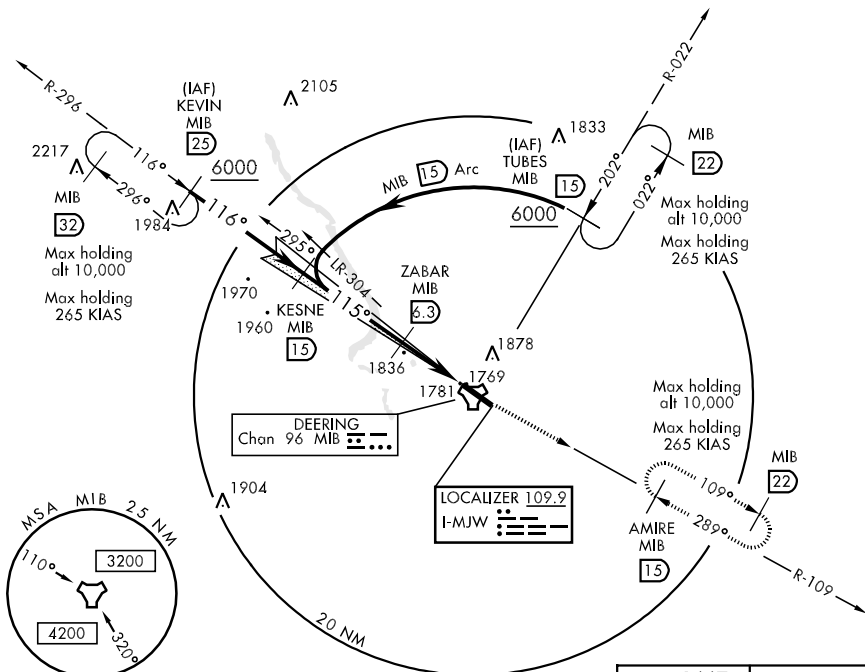 R-296
(IAF)
KEVIN
MIB
25
6000
116°
296°
2217
MIB
32
Max holding
alt 10,000
Max holding
265 KIAS
1984
116°
2105
MIB 15 Arc
(IAF)
TUBES
MIB
15
6000
1833
R-022
202°
022°
MIB
22
Max holding
alt 10,000
Max holding
265 KIAS
295°
LR-304
1970
1960
KESNE
MIB
15
115°
ZABAR
MIB
6.3
1836
1878
1769
1781
DEERING
Chan 96 MIB
LOCALIZER 109.9
I-MJW
Max holding
alt 10,000
Max holding
265 KIAS
MIB
22
109°
289°
AMIRE
MIB
15
R-109
1904
20 NM
MSA MIB 25 NM
110°
3200
4200
320°